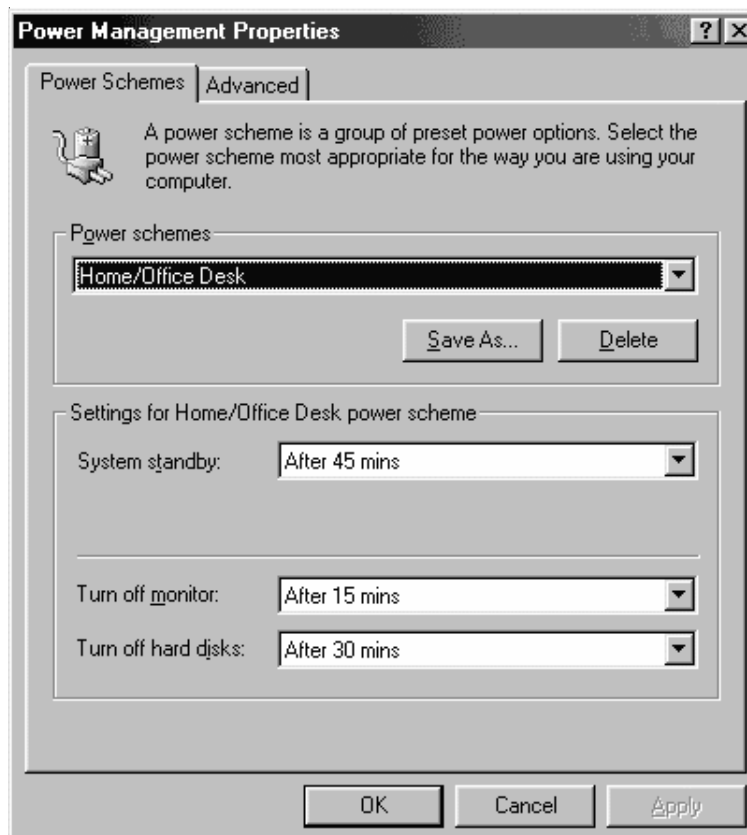 Power Management Properties
Power Schemes
Advanced
A power scheme is a group of preset power options. Select the
power scheme most appropriate for the way you are using your
computer.
Power schemes
Home/Office Desk
Save As...
Delete
Settings for Home/Office Desk power scheme
System standby:
After 45 mins
Turn off monitor:
After 15 mins
Turn off hard disks:
After 30 mins
OK
Cancel
Apply